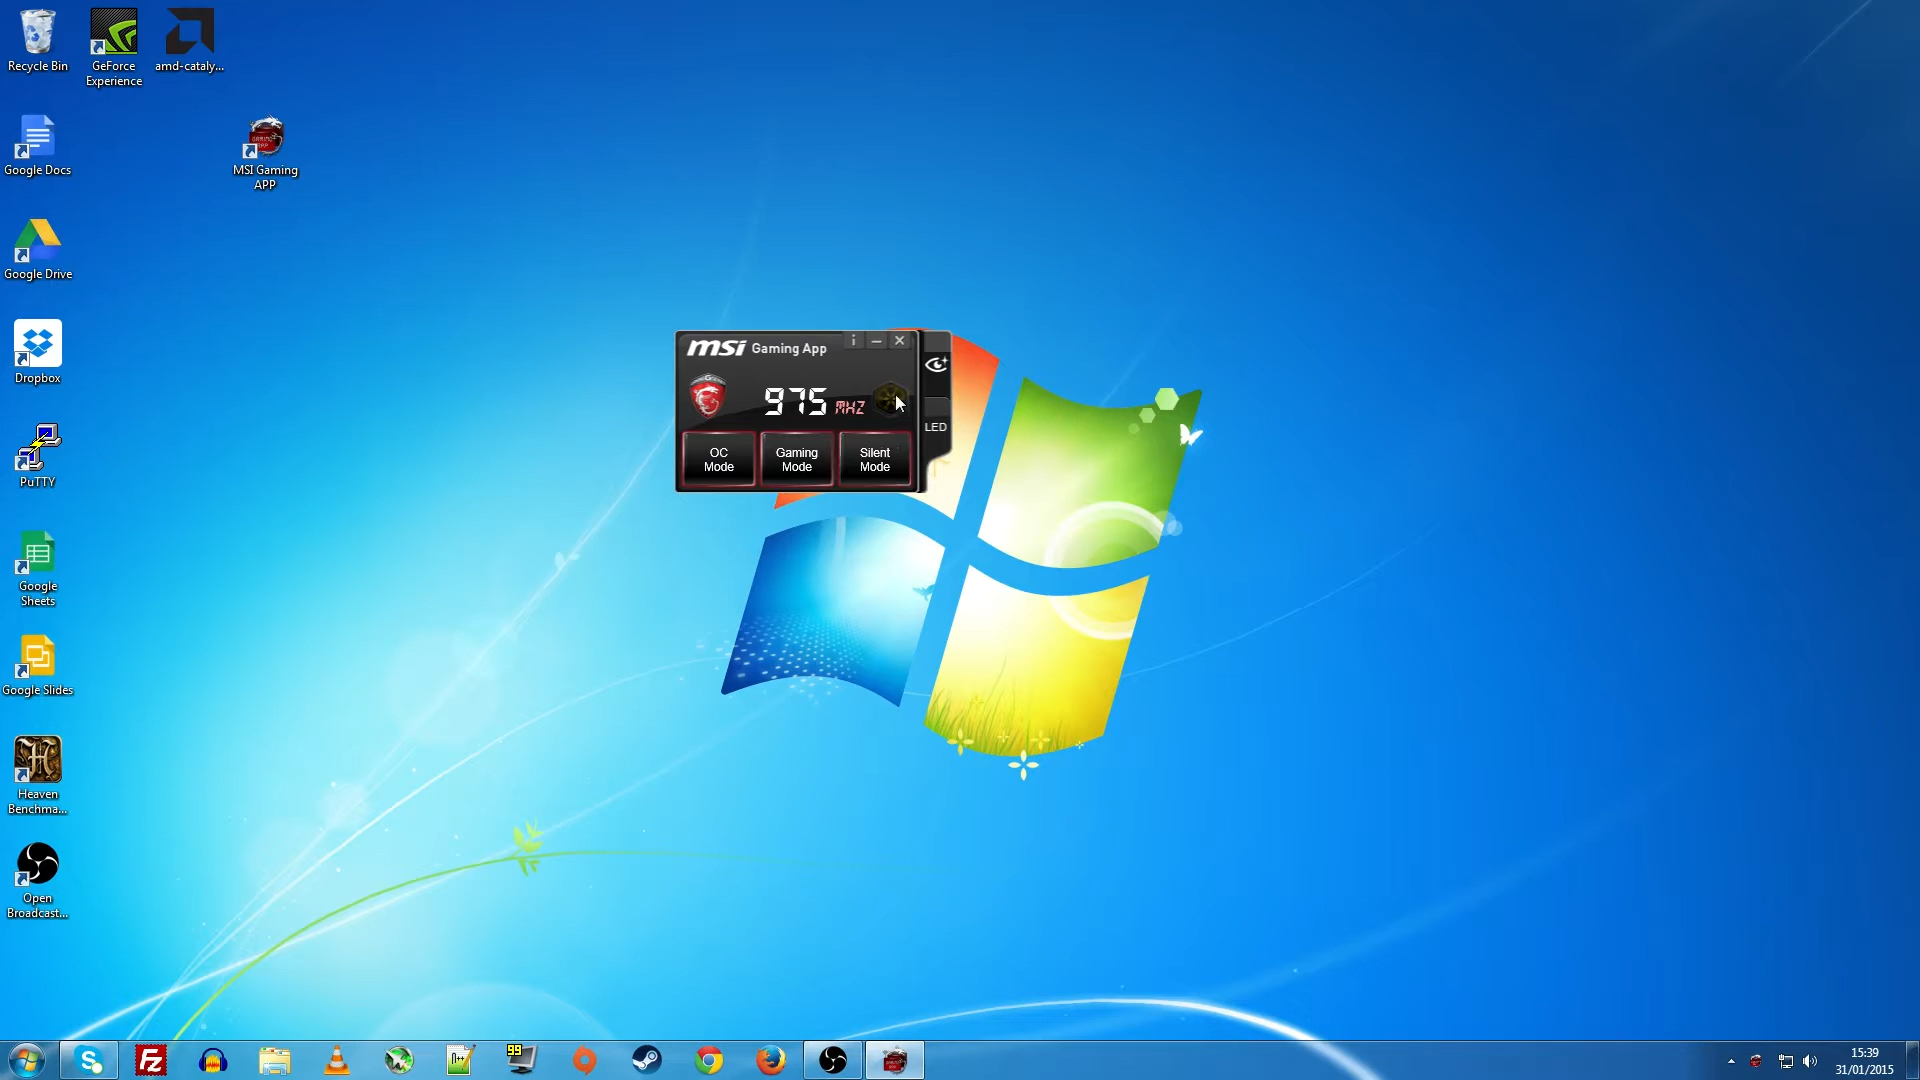 Recycle Bin
GeForce
Experience
amd-cataly...
Google Docs
MSI Gaming
APP
Google Drive
Dropbox
PuTTY
Google
Sheets
Google Slides
Heaven
Benchma...
Open
Broadcast...
msi Gaming App
975 MHZ
LED
OC
Mode
Gaming
Mode
Silent
Mode
99
15:39
31/01/2015